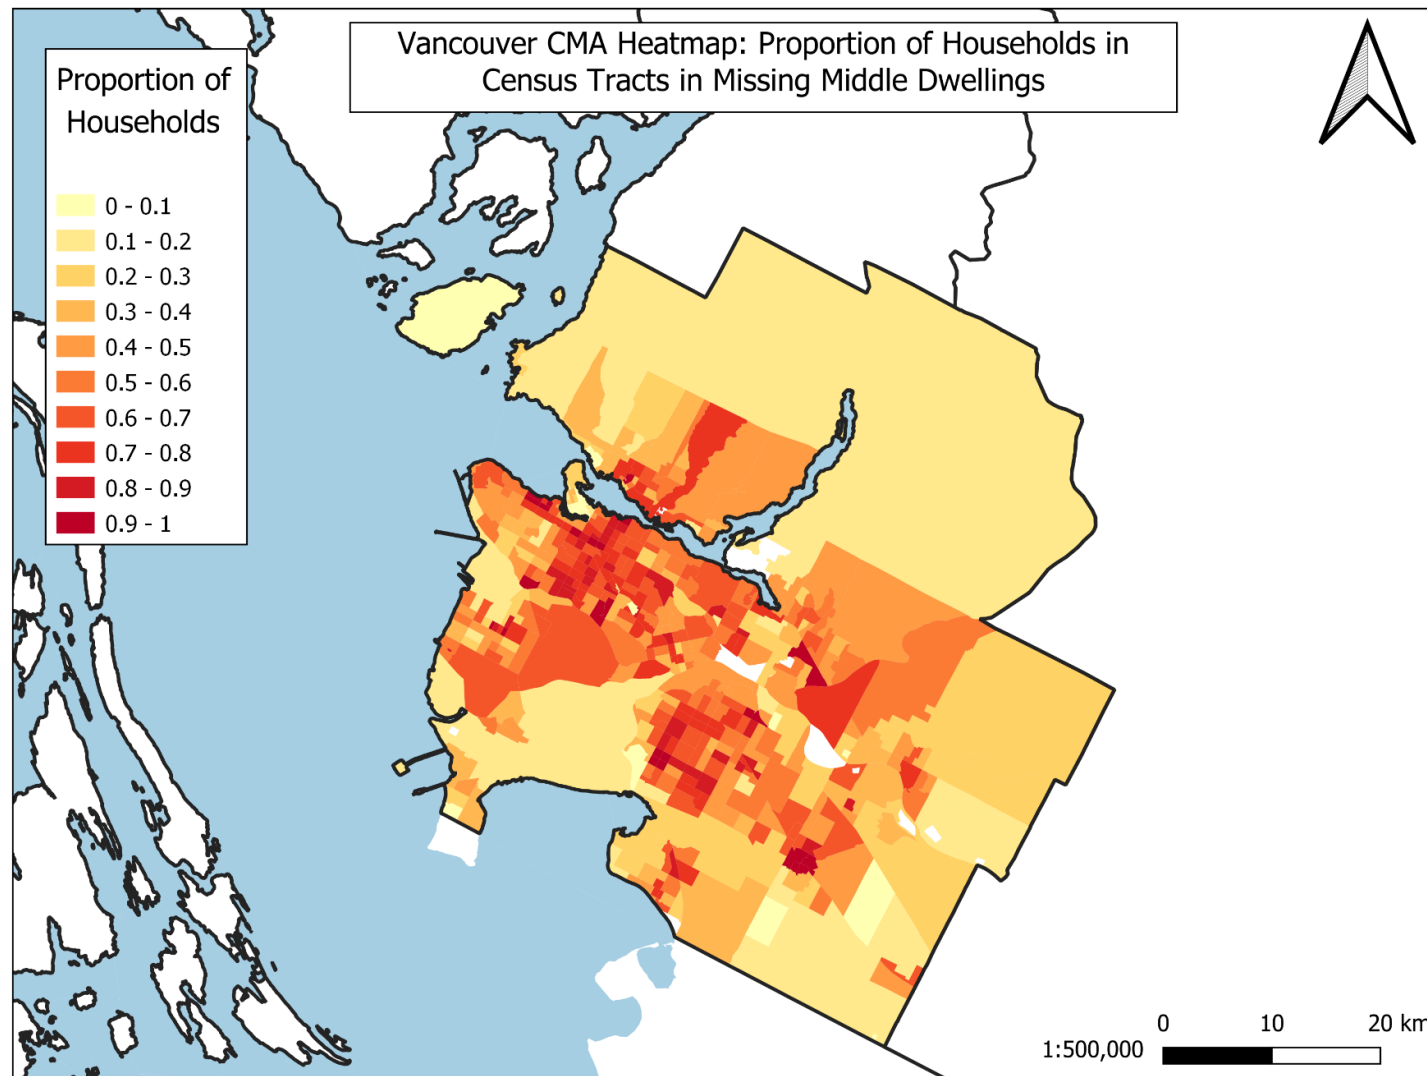 Vancouver CMA Heatmap: Proportion of Households in
Census Tracts in Missing Middle Dwellings
Proportion of
Households
0 - 0.1
0.1 - 0.2
0.2 - 0.3
0.3 - 0.4
0.4 - 0.5
0.5 - 0.6
0.6 - 0.7
0.7 - 0.8
0.8 - 0.9
0.9 - 1
0 10 20 km
1:500,000